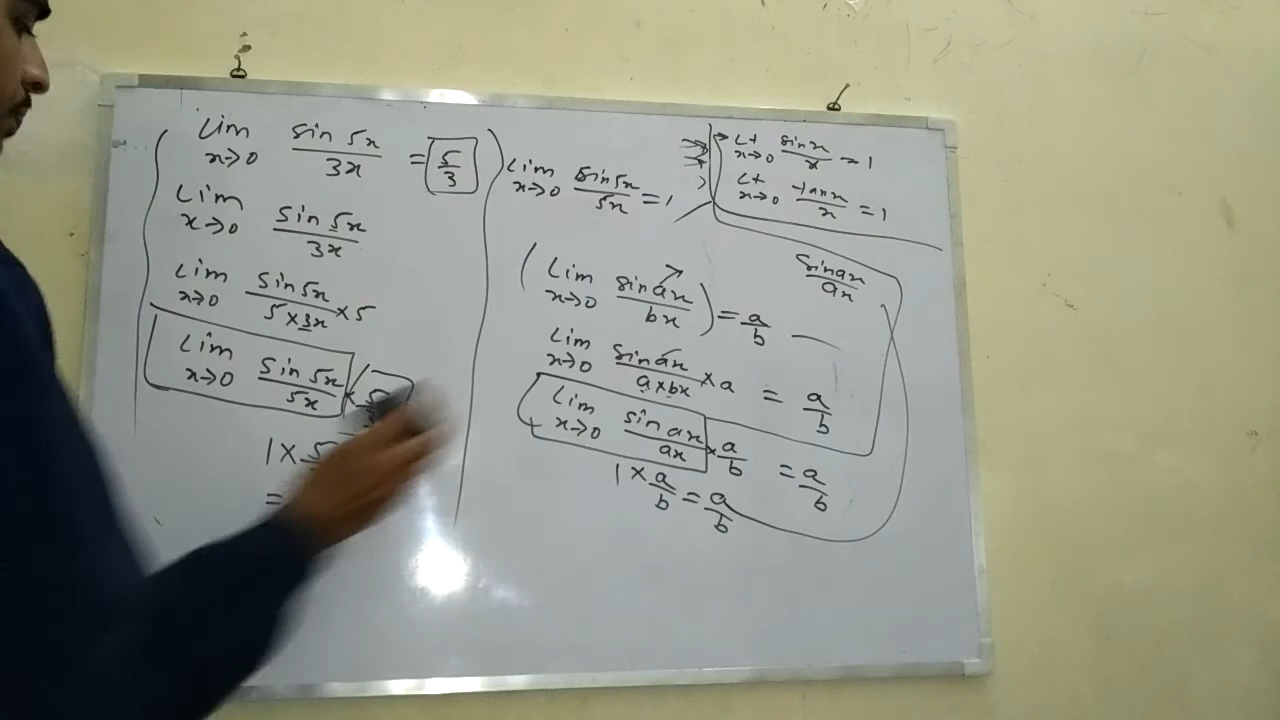 Lim x→0 sin 5x / 3x = 5/3
Lim x→0 sin 5x / 3x
Lim x→0 sin 5x / 5×3x ×5
Lim x→0 sin 5x / 5x ×
1 × 5
=
Lim x→0 sin 5x / 5x = 1
Lt x→0 sin x / x = 1
Lt x→0 tan x / x = 1
sin ax / ax
(Lim x→0 sin ax / bx) = a/b
Lim x→0 sin ax / a×bx ×a = a/b
Lim x→0 sin ax / ax × a/b = a/b
1 × a/b = a/b